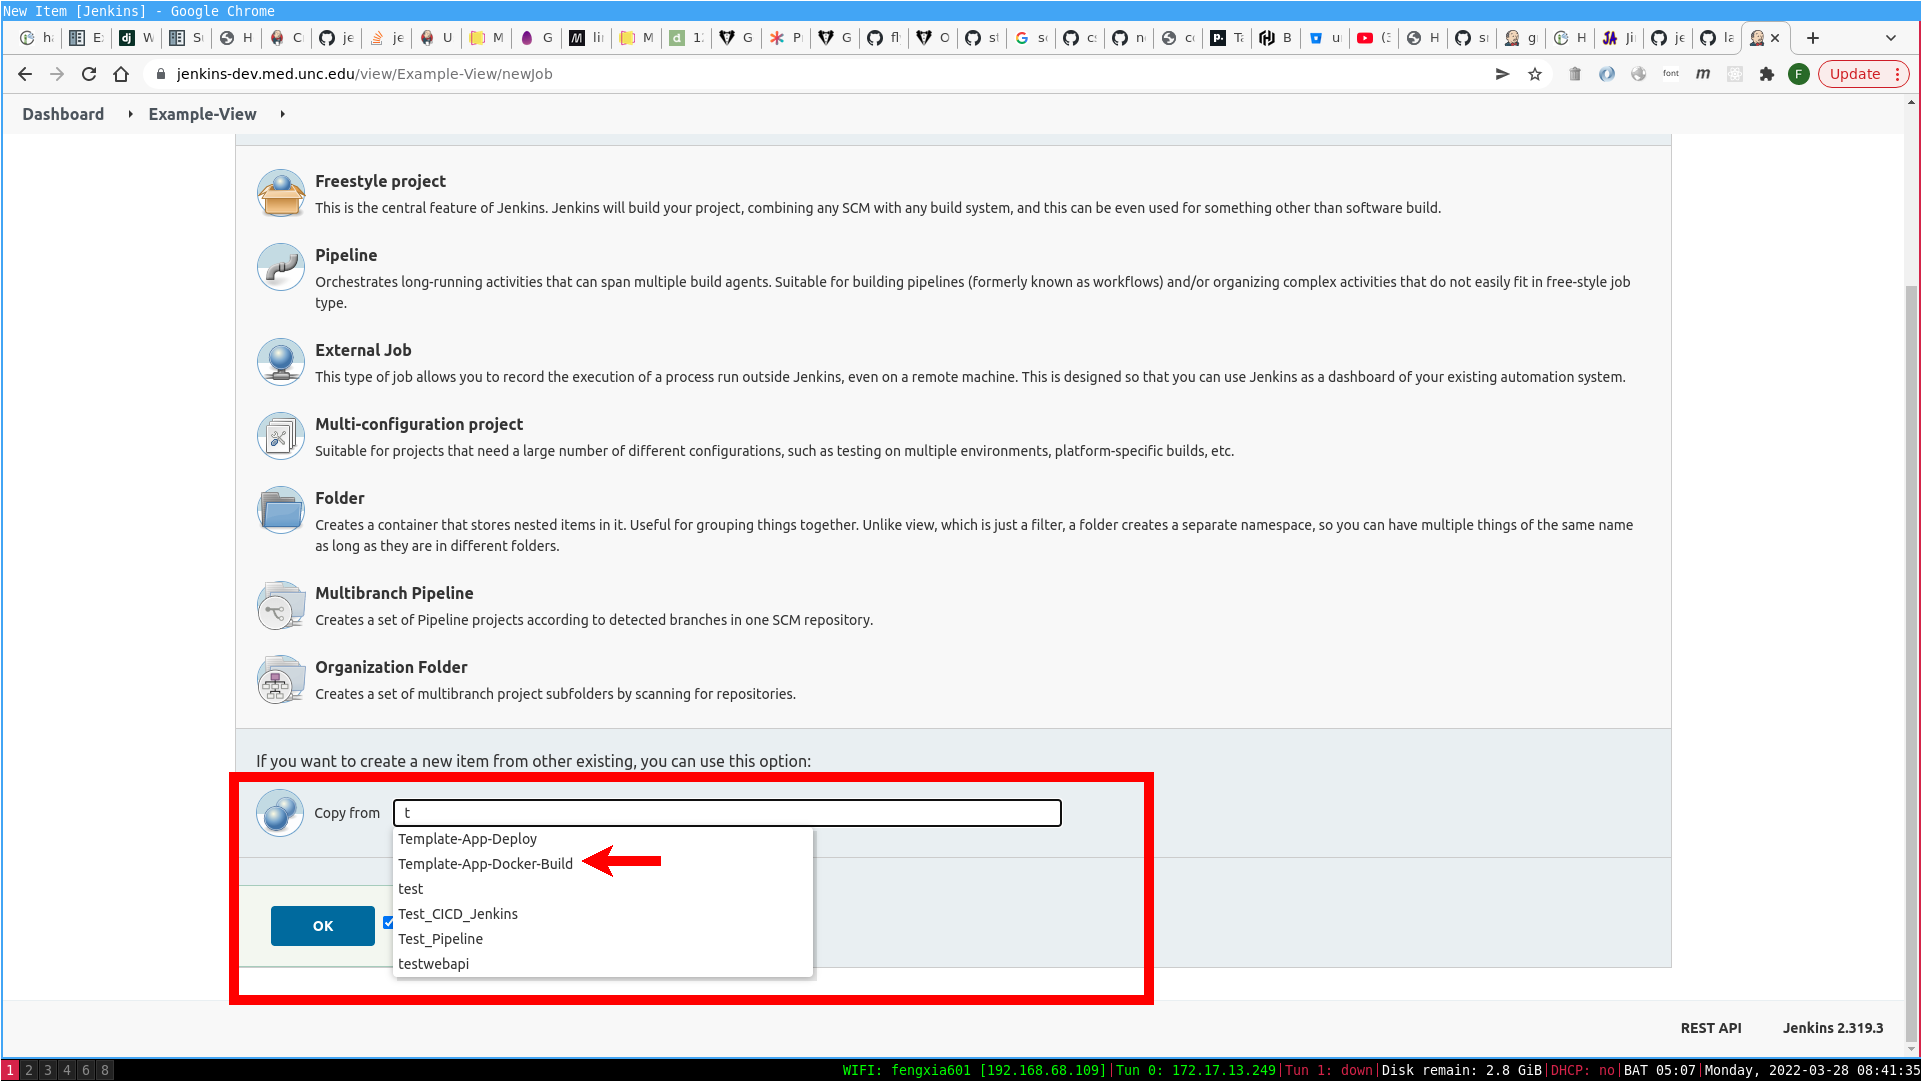 New Item [Jenkins] - Google Chrome
jenkins-dev.med.unc.edu/view/Example-View/newJob
font
m
F
Update
Dashboard
Example-View
Freestyle project
This is the central feature of Jenkins. Jenkins will build your project, combining any SCM with any build system, and this can be even used for something other than software build.
Pipeline
Orchestrates long-running activities that can span multiple build agents. Suitable for building pipelines (formerly known as workflows) and/or organizing complex activities that do not easily fit in free-style job
type.
External Job
This type of job allows you to record the execution of a process run outside Jenkins, even on a remote machine. This is designed so that you can use Jenkins as a dashboard of your existing automation system.
Multi-configuration project
Suitable for projects that need a large number of different configurations, such as testing on multiple environments, platform-specific builds, etc.
Folder
Creates a container that stores nested items in it. Useful for grouping things together. Unlike view, which is just a filter, a folder creates a separate namespace, so you can have multiple things of the same name
as long as they are in different folders.
Multibranch Pipeline
Creates a set of Pipeline projects according to detected branches in one SCM repository.
Organization Folder
Creates a set of multibranch project subfolders by scanning for repositories.
If you want to create a new item from other existing, you can use this option:
Copy from
t
Template-App-Deploy
Template-App-Docker-Build
test
Test_CICD_Jenkins
Test_Pipeline
testwebapi
OK
REST API
Jenkins 2.319.3
1 2 3 4 6 8
WIFI: fengxia601 [192.168.68.109]|Tun 0: 172.17.13.249|Tun 1: down|Disk remain: 2.8 GiB|DHCP: no|BAT 05:07|Monday, 2022-03-28 08:41:35